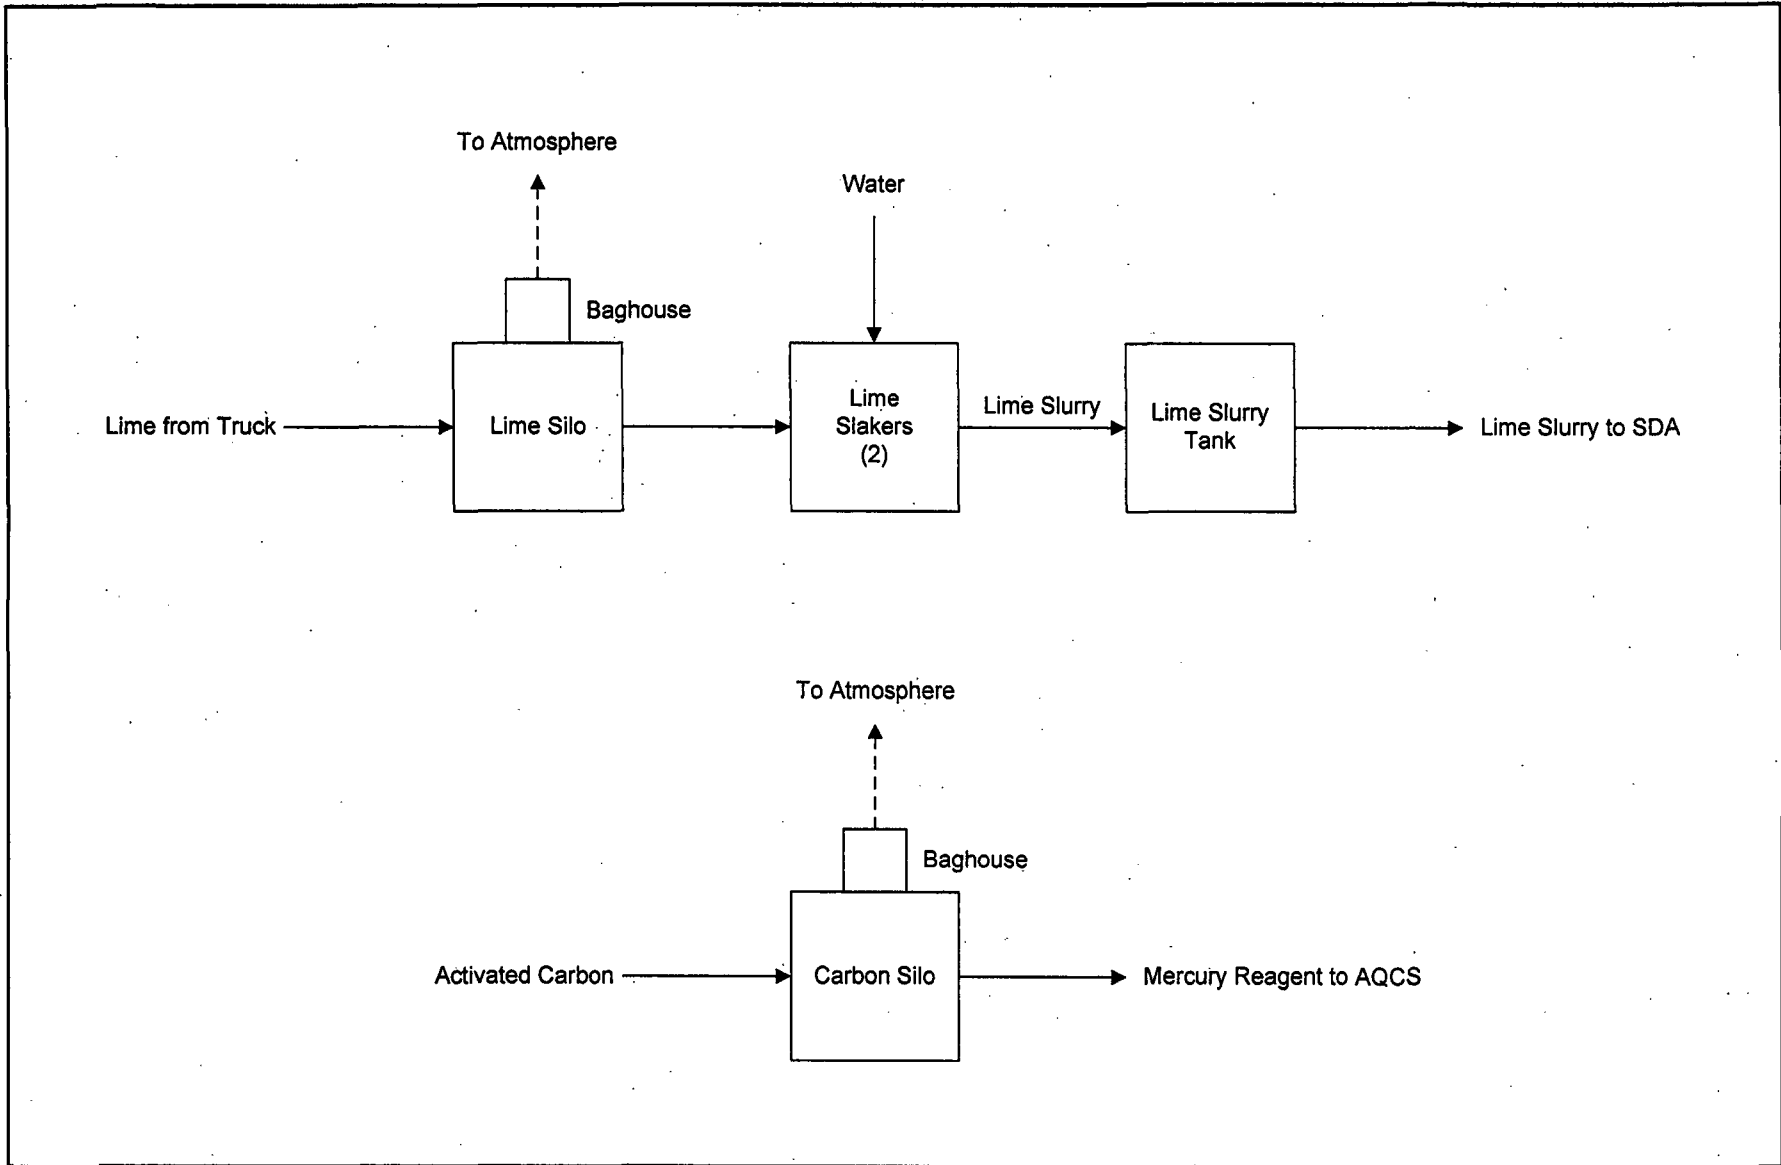 To Atmosphere
Water
Baghouse
Lime from Truck
Lime Silo
Lime
Slakers
(2)
Lime Slurry
Lime Slurry
Tank
Lime Slurry to SDA
To Atmosphere
Baghouse
Activated Carbon
Carbon Silo
Mercury Reagent to AQCS